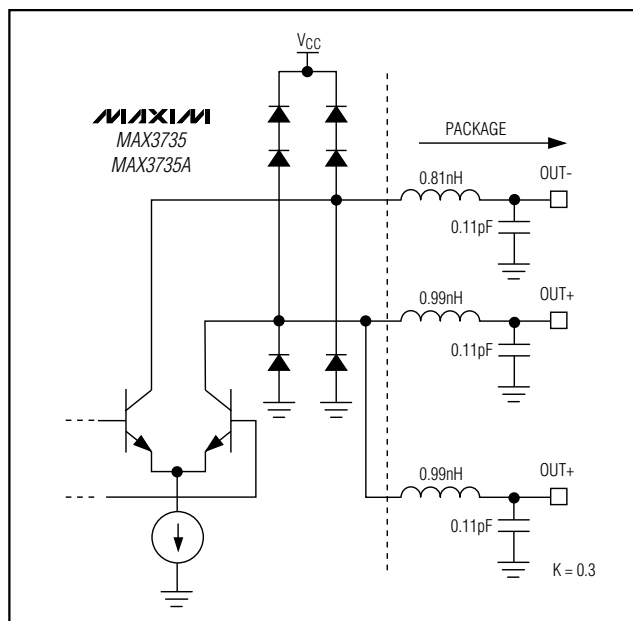 VCC
MAXIM
MAX3735
MAX3735A
PACKAGE
0.81nH
OUT-
0.11pF
0.99nH
OUT+
0.11pF
0.99nH
OUT+
0.11pF
K = 0.3